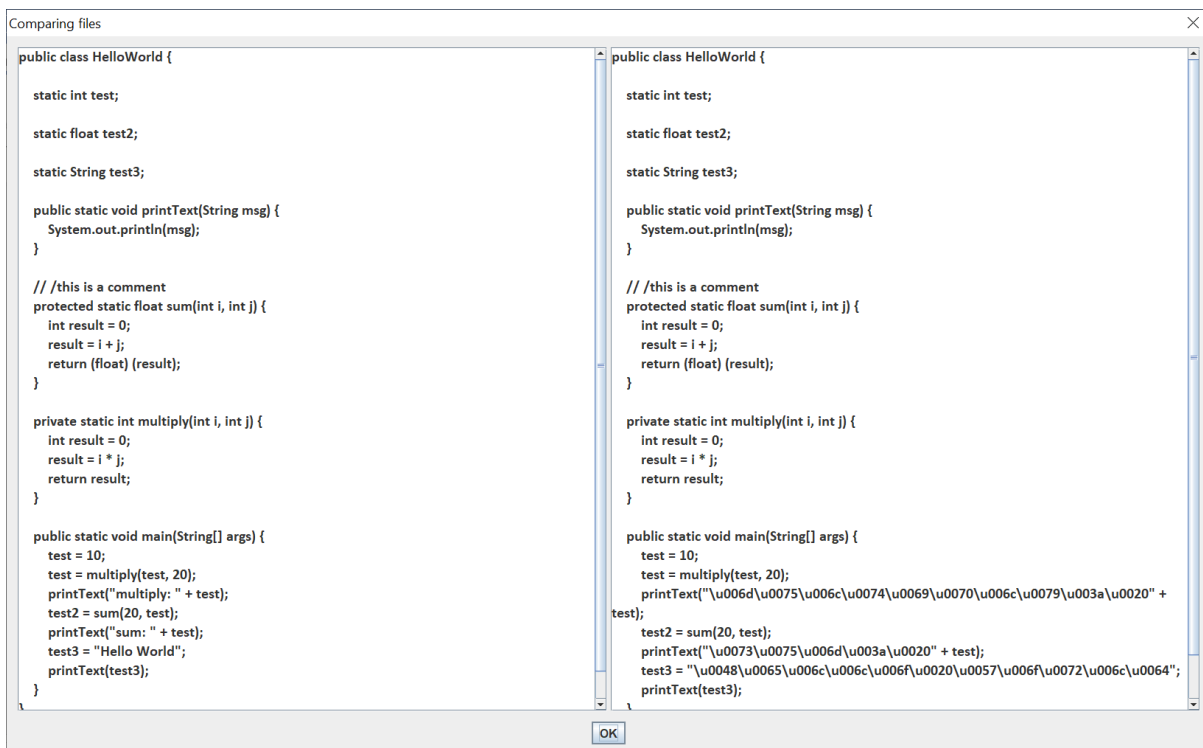 Comparing files
public class HelloWorld {
static int test;
static float test2;
static String test3;
public static void printText(String msg) {
System.out.println(msg);
}
// /this is a comment
protected static float sum(int i, int j) {
int result = 0;
result = i + j;
return (float) (result);
}
private static int multiply(int i, int j) {
int result = 0;
result = i * j;
return result;
}
public static void main(String[] args) {
test = 10;
test = multiply(test, 20);
printText("multiply: " + test);
test2 = sum(20, test);
printText("sum: " + test);
test3 = "Hello World";
printText(test3);
}
}
public class HelloWorld {
static int test;
static float test2;
static String test3;
public static void printText(String msg) {
System.out.println(msg);
}
// /this is a comment
protected static float sum(int i, int j) {
int result = 0;
result = i + j;
return (float) (result);
}
private static int multiply(int i, int j) {
int result = 0;
result = i * j;
return result;
}
public static void main(String[] args) {
test = 10;
test = multiply(test, 20);
printText("\u006d\u0075\u006c\u0074\u0069\u0070\u006c\u0079\u003a\u0020" +
test);
test2 = sum(20, test);
printText("\u0073\u0075\u006d\u003a\u0020" + test);
test3 = "\u0048\u0065\u006c\u006c\u006f\u0020\u0057\u006f\u0072\u006c\u0064";
printText(test3);
}
OK